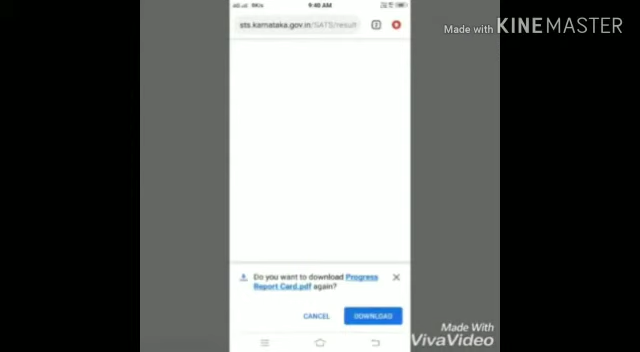 9:40 AM
sts.karnataka.gov.in/SATS/result
Made with KINEMASTER
Do you want to download Progress
Report Card.pdf again?
CANCEL
DOWNLOAD
Made With
VivaVideo